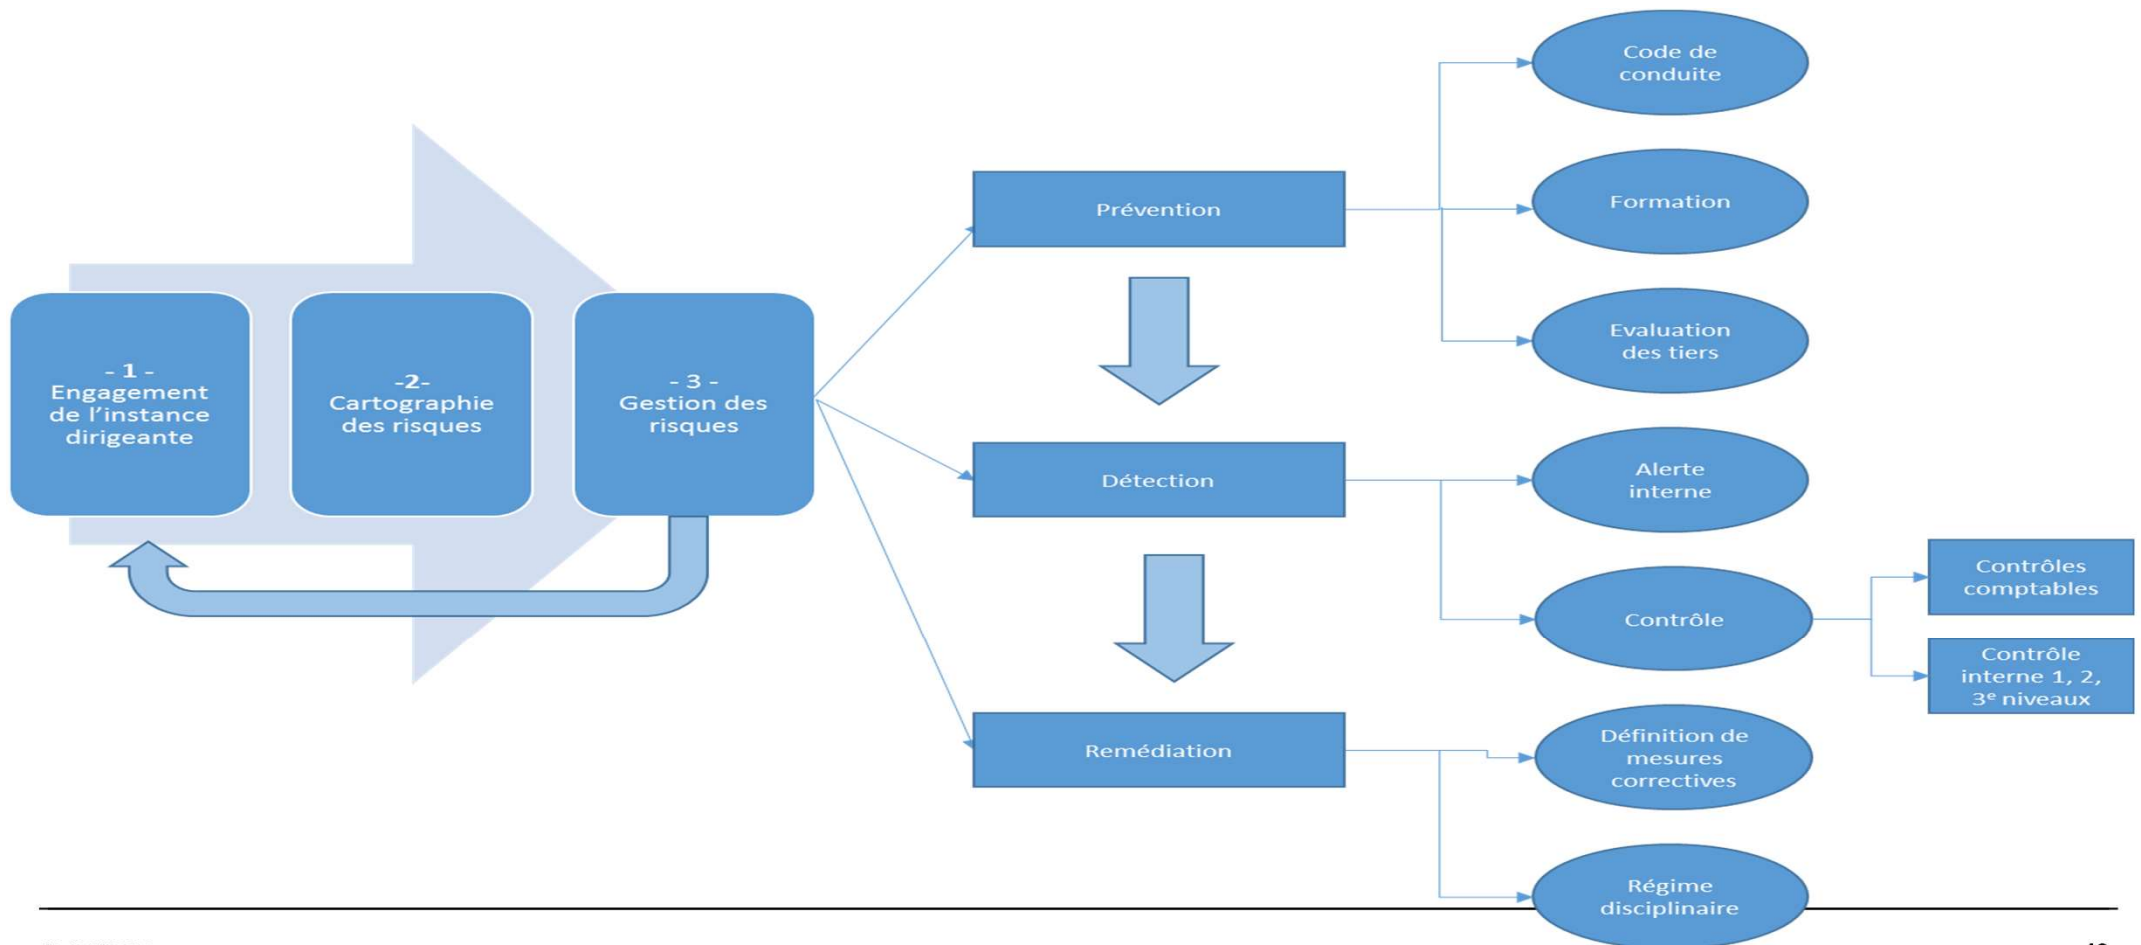 - 1 -
Engagement
de l'instance
dirigeante
-2-
Cartographie
des risques
- 3 -
Gestion des
risques
Prévention
Code de
conduite
Formation
Evaluation
des tiers
Détection
Alerte
interne
Contrôle
Contrôles
comptables
Contrôle
interne 1, 2,
3ᵉ niveaux
Remédiation
Définition de
mesures
correctives
Régime
disciplinaire